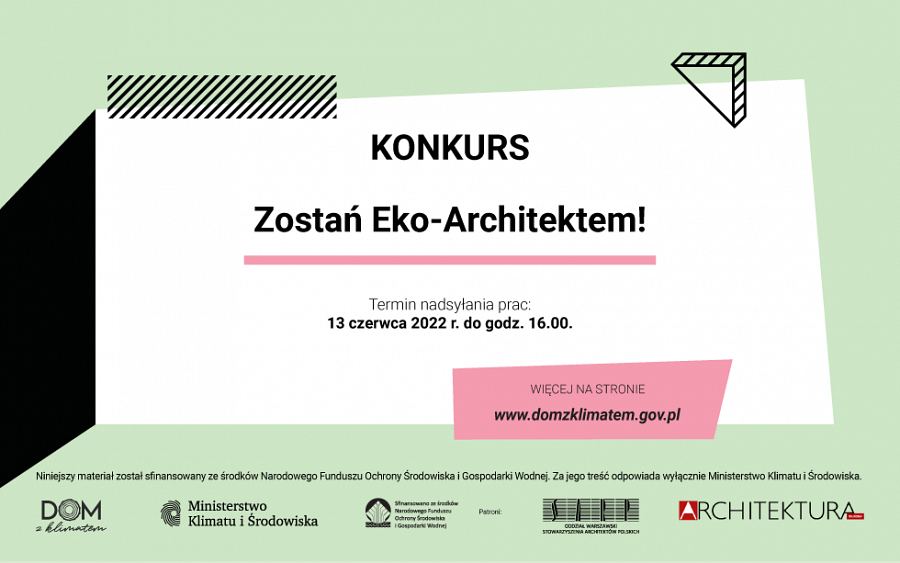 KONKURS
Zostań Eko-Architektem!
Termin nadsyłania prac:
13 czerwca 2022 r. do godz. 16.00.
WIĘCEJ NA STRONIE
www.domzklimatem.gov.pl
Niniejszy materiał został sfinansowany ze środków Narodowego Funduszu Ochrony Środowiska i Gospodarki Wodnej. Za jego treść odpowiada wyłącznie Ministerstwo Klimatu i Środowiska.
DOM
z klimatem
Ministerstwo
Klimatu i Środowiska
Sfinansowano ze środków
Narodowego Funduszu
Ochrony Środowiska
i Gospodarki Wodnej
Patroni:
SARP
ODDZIAŁ WARSZAWSKI
STOWARZYSZENIE ARCHITEKTÓW POLSKICH
ARCHITEKTURA